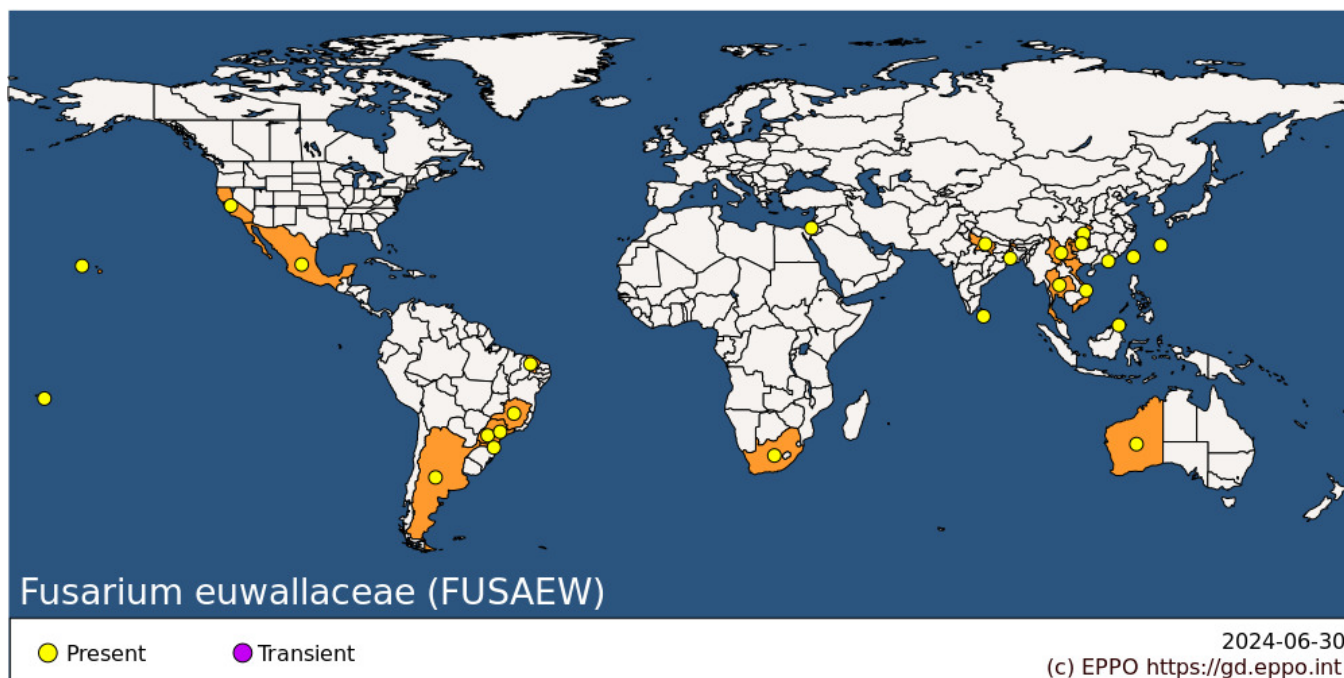 Fusarium euwallaceae (FUSAEW)
Present
Transient
2024-06-30
(c) EPPO https://gd.eppo.int